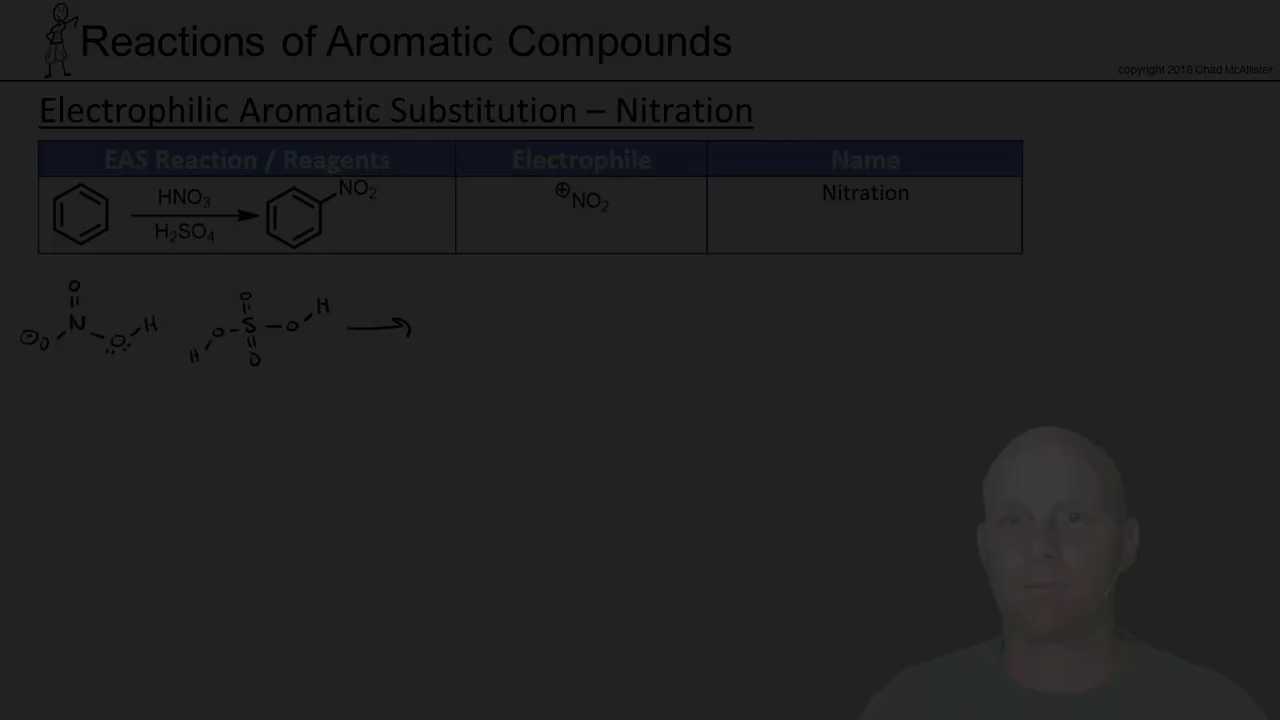 Reactions of Aromatic Compounds
copyright 2018 Chad McAllister
Electrophilic Aromatic Substitution – Nitration
EAS Reaction / Reagents Electrophile Name
HNO₃
H₂SO₄
NO₂
⊕NO₂
Nitration
O
N
⊖O O H
O
H O S O H
O